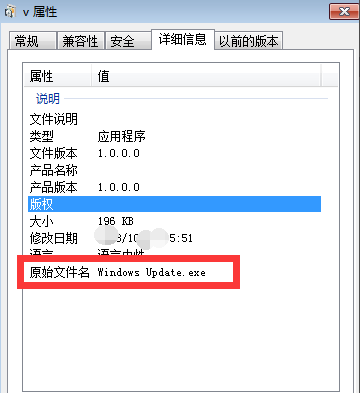 v 属性
常规 兼容性 安全 详细信息 以前的版本
属性 值
说明
文件说明
类型 应用程序
文件版本 1.0.0.0
产品名称
产品版本 1.0.0.0
版权
大小 196 KB
修改日期 3/10 5:51
语言 语言中性
原始文件名 Windows Update.exe